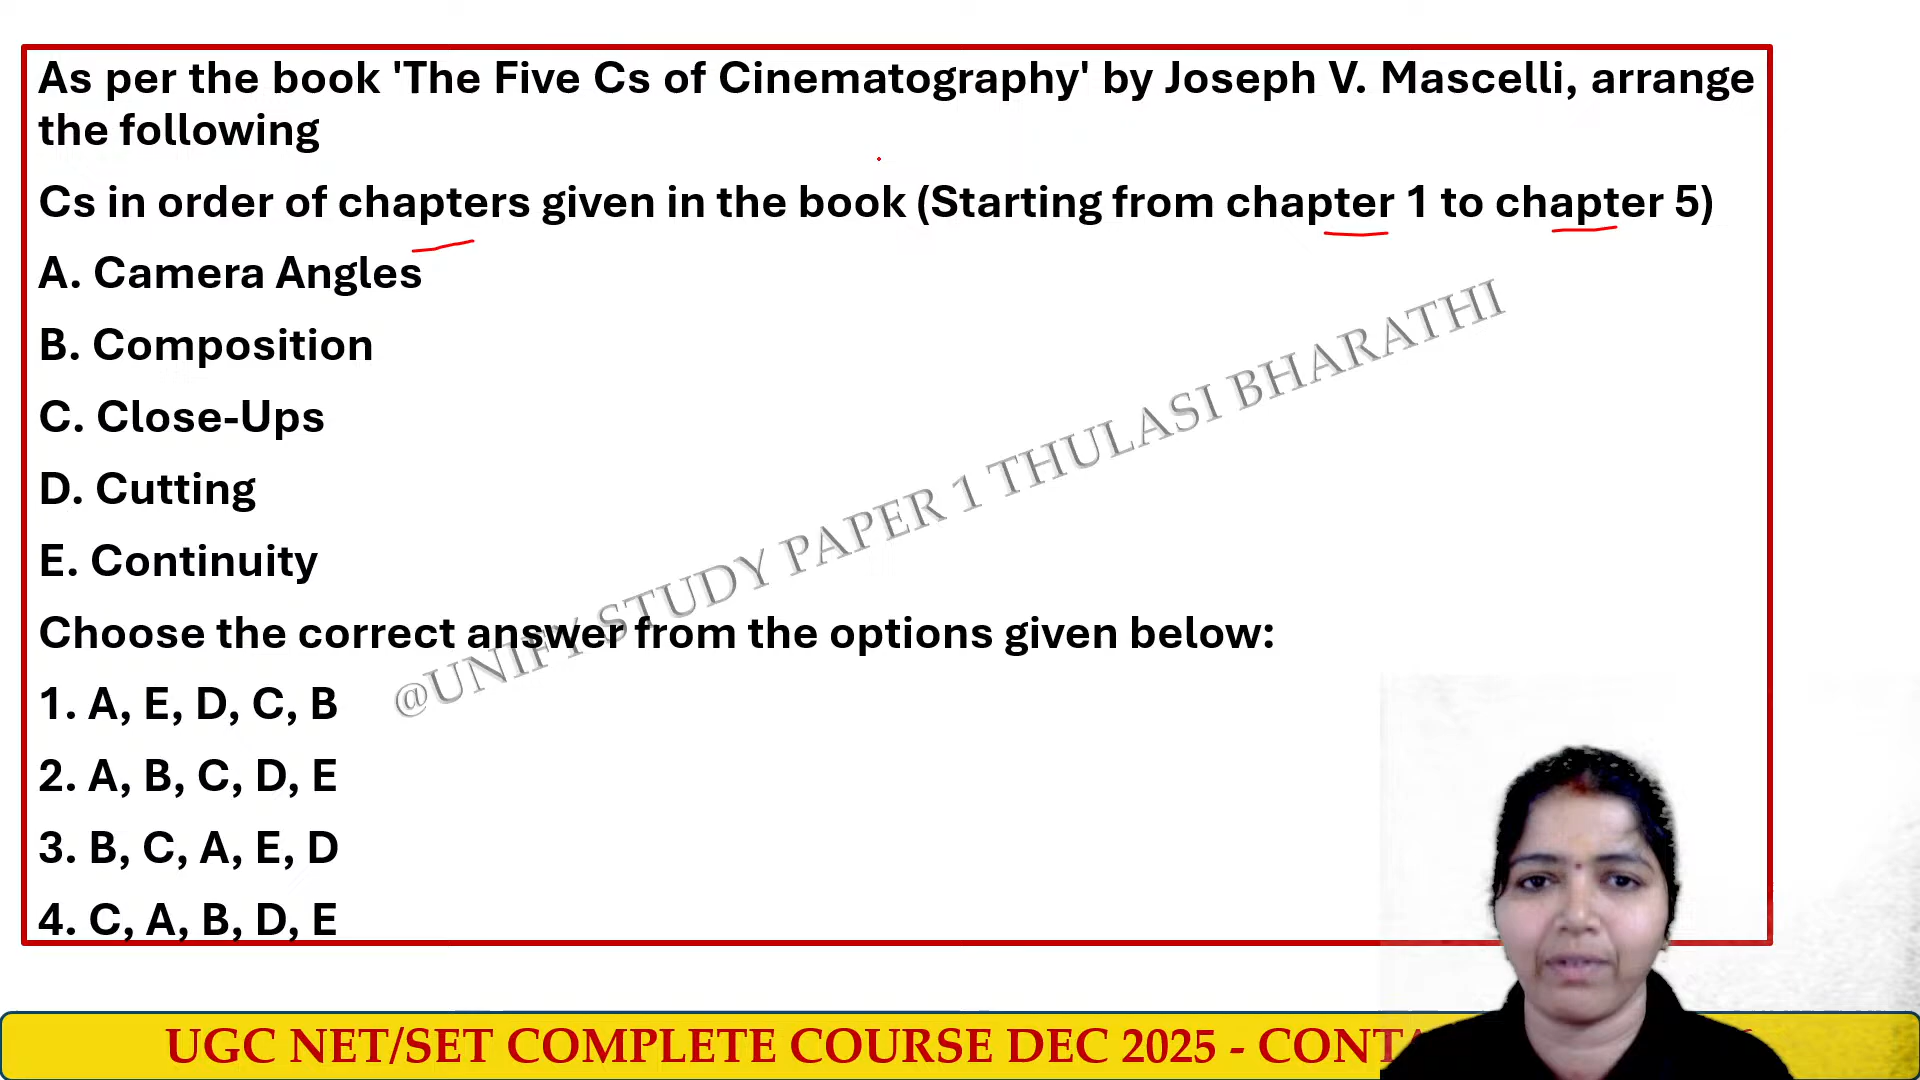 As per the book 'The Five Cs of Cinematography' by Joseph V. Mascelli, arrange
the following
Cs in order of chapters given in the book (Starting from chapter 1 to chapter 5)
A. Camera Angles
B. Composition
C. Close-Ups
D. Cutting
E. Continuity
Choose the correct answer from the options given below:
1. A, E, D, C, B
2. A, B, C, D, E
3. B, C, A, E, D
4. C, A, B, D, E
@UNIFY STUDY PAPER 1 THULASI BHARATHI
UGC NET/SET COMPLETE COURSE DEC 2025 -